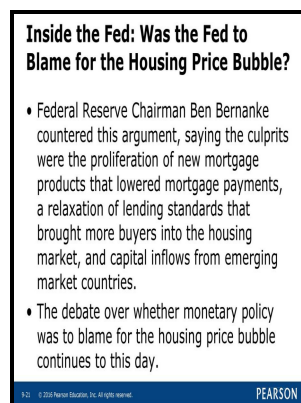 Inside the Fed: Was the Fed to
Blame for the Housing Price Bubble?
• Federal Reserve Chairman Ben Bernanke
countered this argument, saying the culprits
were the proliferation of new mortgage
products that lowered mortgage payments,
a relaxation of lending standards that
brought more buyers into the housing
market, and capital inflows from emerging
market countries.
• The debate over whether monetary policy
was to blame for the housing price bubble
continues to this day.
9-21 © 2016 Pearson Education, Inc. All rights reserved.
PEARSON